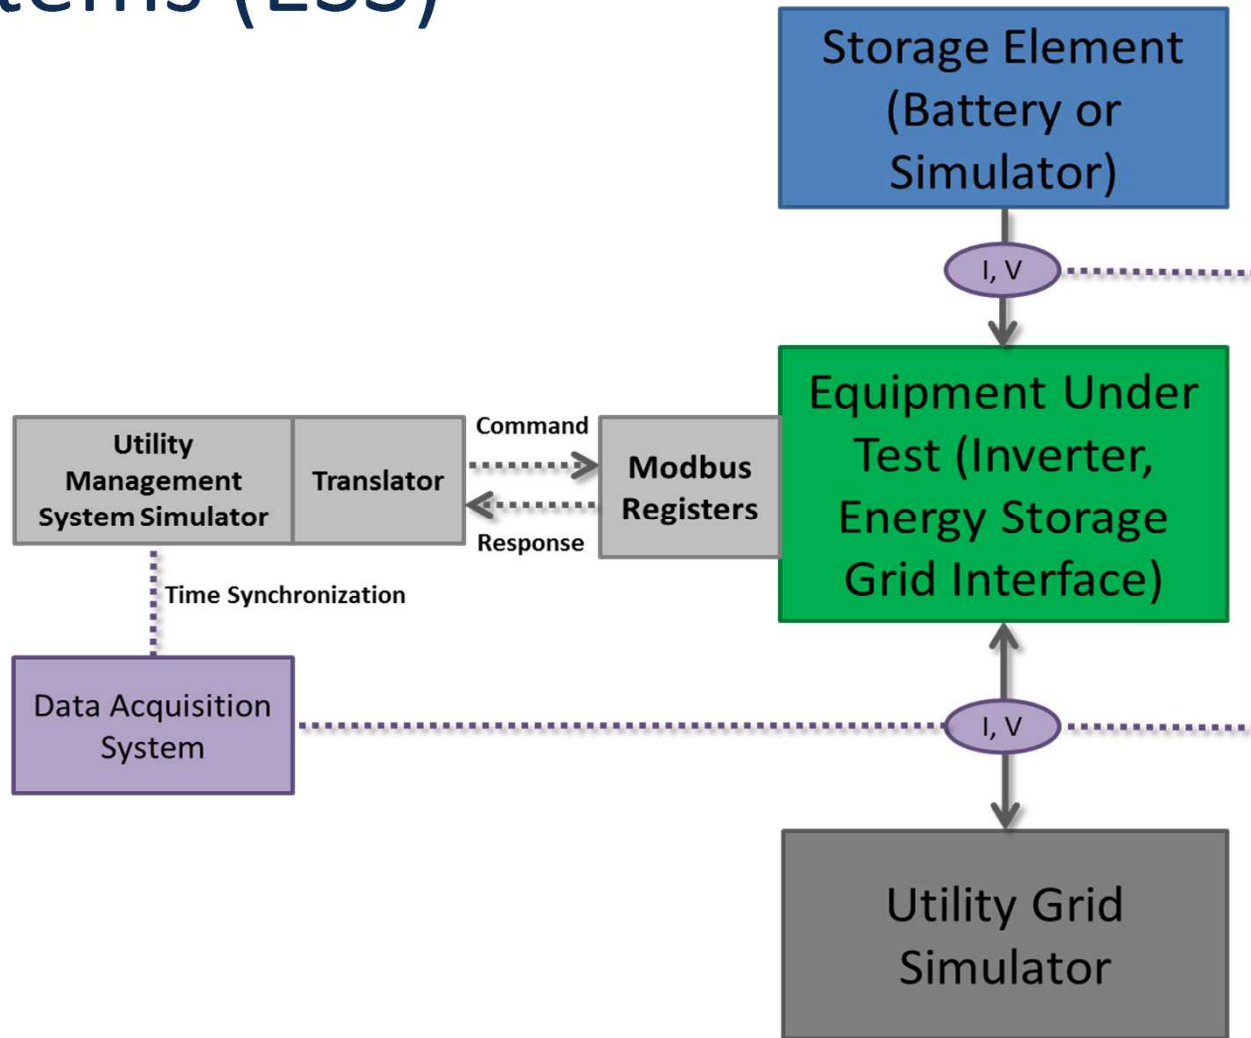 (ESS)
Storage Element
(Battery or
Simulator)
I, V
Equipment Under
Test (Inverter,
Energy Storage
Grid Interface)
Utility
Management
System Simulator
Translator
Command
Response
Modbus
Registers
Time Synchronization
Data Acquisition
System
I, V
Utility Grid
Simulator